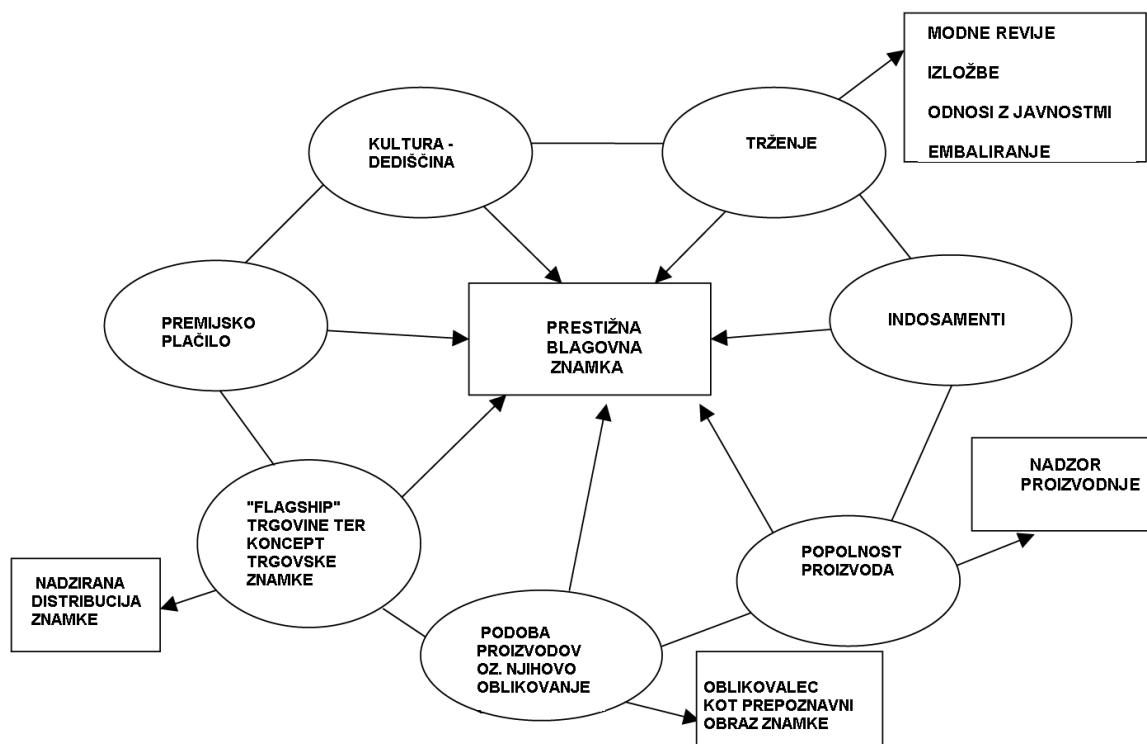 MODNE REVIJE
IZLOŽBE
ODNOSI Z JAVNOSTMI
EMBALIRANJE
KULTURA -
DEDIŠČINA
TRŽENJE
PREMIJSKO
PLAČILO
PRESTIŽNA
BLAGOVNA
ZNAMKA
INDOSAMENTI
"FLAGSHIP"
TRGOVINE TER
KONCEPT
TRGOVSKE
ZNAMKE
NADZOR
PROIZVODNJE
POPOLNOST
PROIZVODA
NADZIRANA
DISTRIBUCIJA
ZNAMKE
PODOBA
PROIZVODOV
OZ. NJIHOVO
OBLIKOVANJE
OBLIKOVALEC
KOT PREPOZNAVNI
OBRAZ ZNAMKE